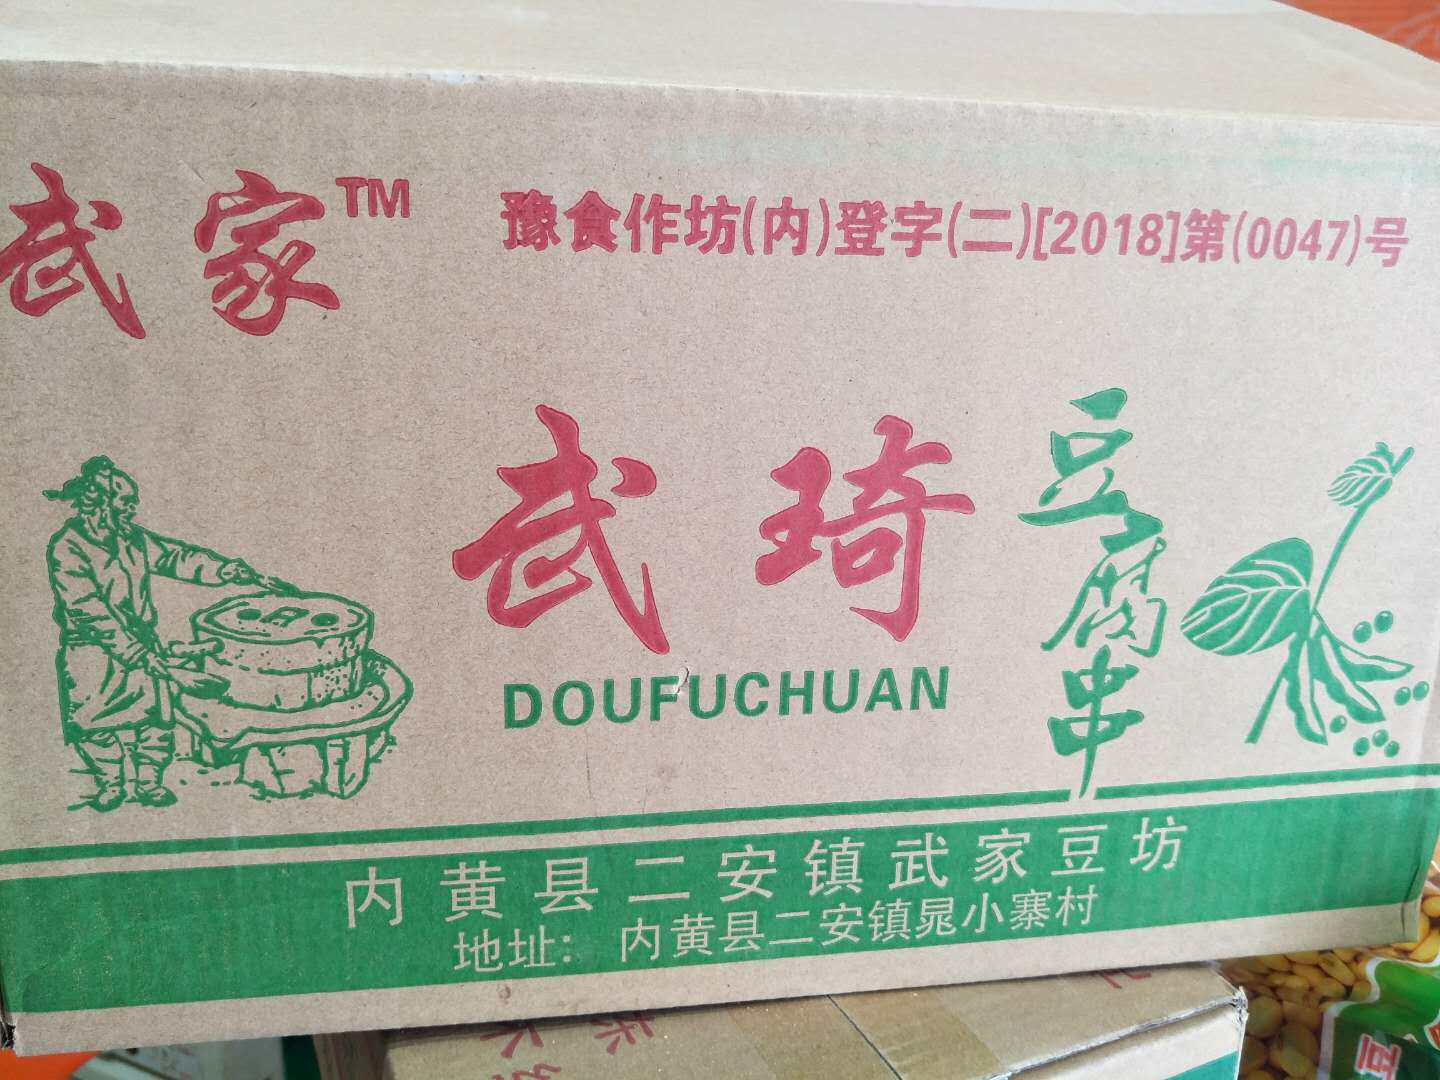 武家TM
豫食作坊(内)登字(二)[2018]第(0047)号
武琦
豆腐串
DOUFUCHUAN
内黄县二安镇武家豆坊
地址：内黄县二安镇晁小寨村
豆